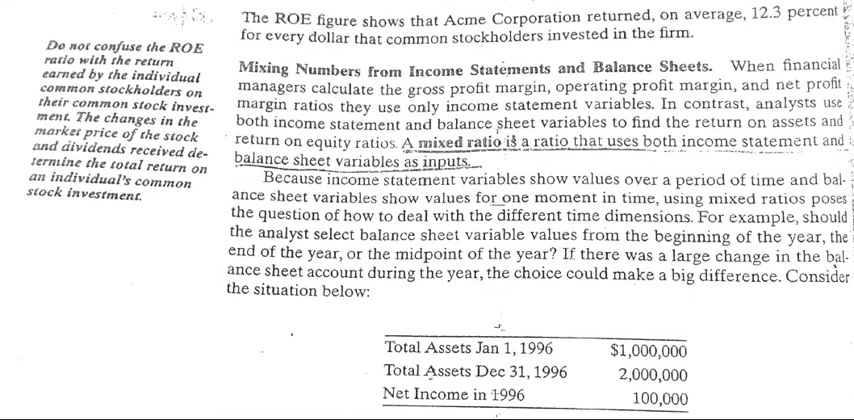 Do not confuse the ROE
ratio with the return
earned by the individual
common stockholders on
their common stock invest-
ment. The changes in the
market price of the stock
and dividends received de-
termine the total return on
an individual's common
stock investment.
The ROE figure shows that Acme Corporation returned, on average, 12.3 percent
for every dollar that common stockholders invested in the firm.
Mixing Numbers from Income Statements and Balance Sheets. When financial
managers calculate the gross profit margin, operating profit margin, and net profit
margin ratios they use only income statement variables. In contrast, analysts use
both income statement and balance sheet variables to find the return on assets and
return on equity ratios. A mixed ratio is a ratio that uses both income statement and
balance sheet variables as inputs.
Because income statement variables show values over a period of time and bal-
ance sheet variables show values for one moment in time, using mixed ratios poses
the question of how to deal with the different time dimensions. For example, should
the analyst select balance sheet variable values from the beginning of the year, the
end of the year, or the midpoint of the year? If there was a large change in the bal-
ance sheet account during the year, the choice could make a big difference. Consider
the situation below:
Total Assets Jan 1, 1996 $1,000,000
Total Assets Dec 31, 1996 2,000,000
Net Income in 1996 100,000